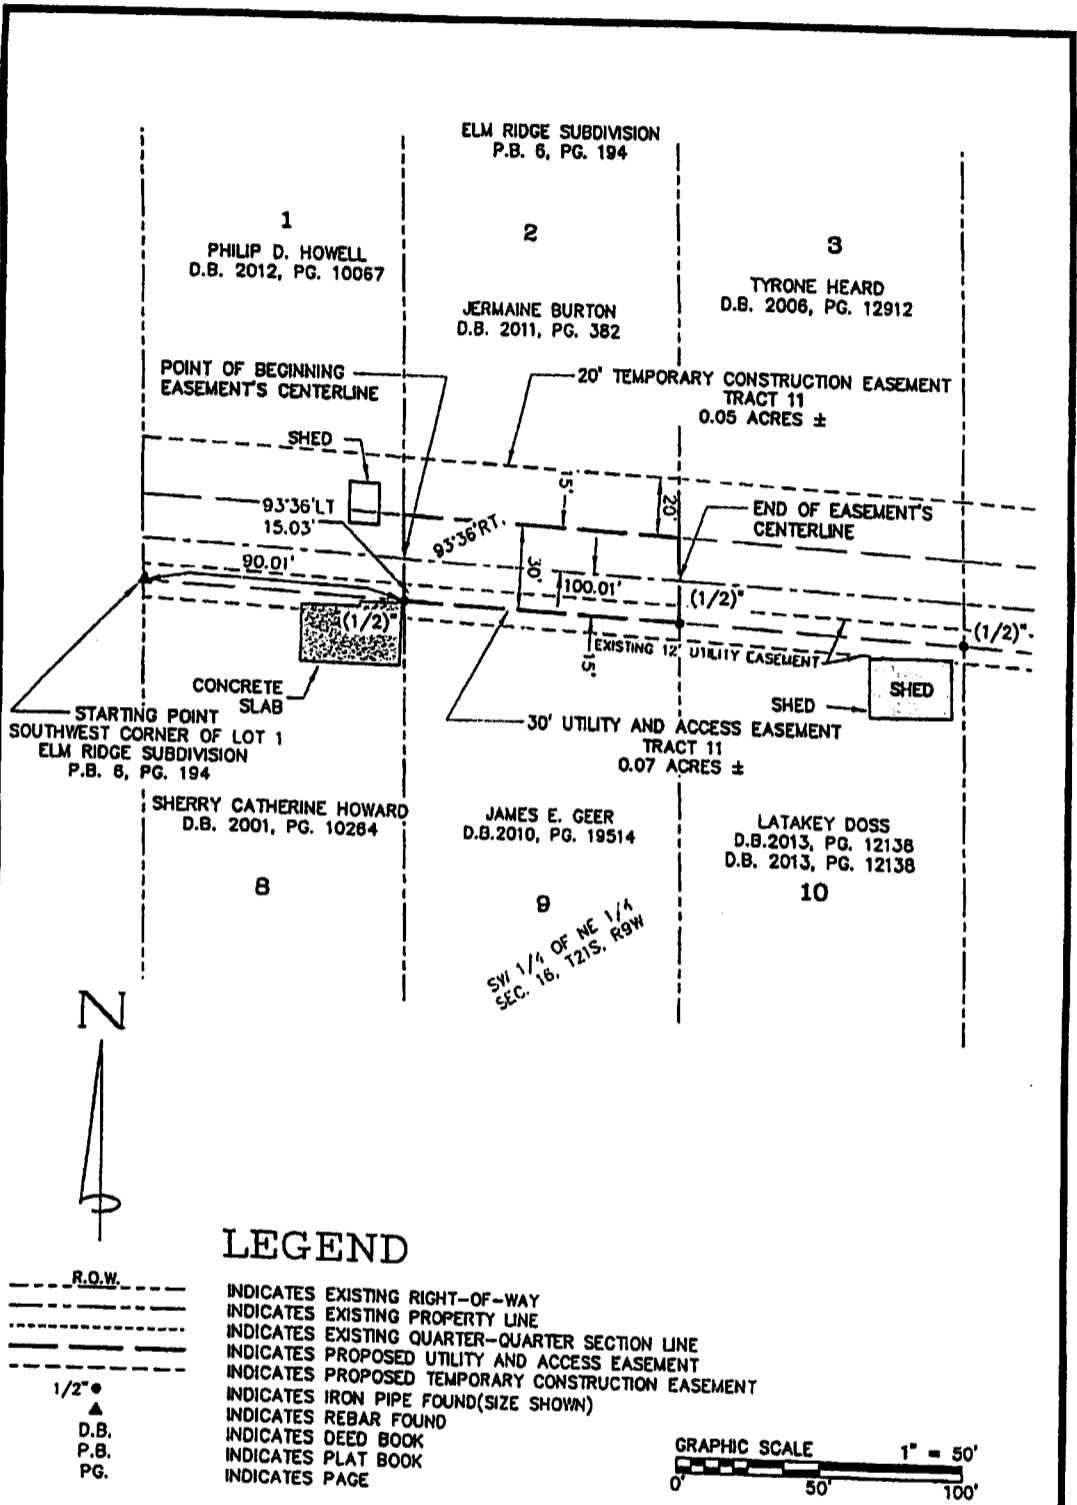 ELM RIDGE SUBDIVISION
P.B. 6, PG. 194
1
PHILIP D. HOWELL
D.B. 2012, PG. 10067
2
JERMAINE BURTON
D.B. 2011, PG. 382
3
TYRONE HEARD
D.B. 2006, PG. 12912
POINT OF BEGINNING
EASEMENT'S CENTERLINE
20' TEMPORARY CONSTRUCTION EASEMENT
TRACT 11
0.05 ACRES ±
SHED
93°36'LT
15.03'
93°36'RT.
15'
20'
END OF EASEMENT'S
CENTERLINE
90.01'
30'
100.01'
(1/2)"
(1/2)"
(1/2)"
EXISTING 12' UTILITY EASEMENT
15'
CONCRETE
SLAB
SHED
SHED
STARTING POINT
SOUTHWEST CORNER OF LOT 1
ELM RIDGE SUBDIVISION
P.B. 6, PG. 194
30' UTILITY AND ACCESS EASEMENT
TRACT 11
0.07 ACRES ±
SHERRY CATHERINE HOWARD
D.B. 2001, PG. 10264
8
JAMES E. GEER
D.B.2010, PG. 19514
9
LATAKEY DOSS
D.B.2013, PG. 12138
D.B. 2013, PG. 12138
10
SW 1/4 OF NE 1/4
SEC. 16, T21S, R9W
N
LEGEND
R.O.W.
INDICATES EXISTING RIGHT-OF-WAY
INDICATES EXISTING PROPERTY LINE
INDICATES EXISTING QUARTER-QUARTER SECTION LINE
INDICATES PROPOSED UTILITY AND ACCESS EASEMENT
INDICATES PROPOSED TEMPORARY CONSTRUCTION EASEMENT
1/2" INDICATES IRON PIPE FOUND(SIZE SHOWN)
INDICATES REBAR FOUND
D.B. INDICATES DEED BOOK
P.B. INDICATES PLAT BOOK
PG. INDICATES PAGE
GRAPHIC SCALE 1" = 50'
0' 50' 100'